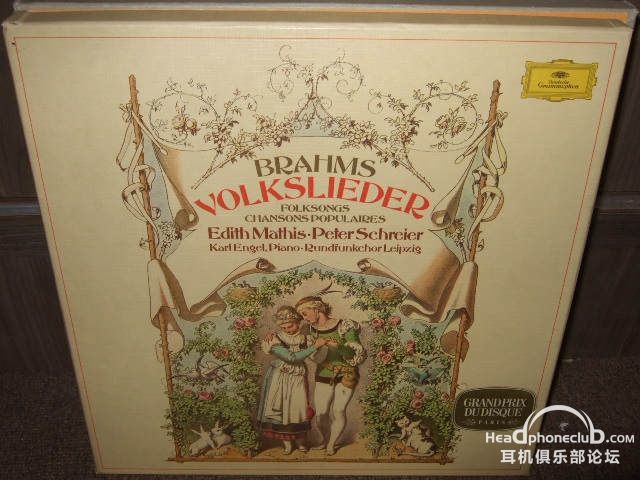 Deutsche
Grammophon
BRAHMS
VOLKSLIEDER
FOLKSONGS
CHANSONS POPULAIRES
Edith Mathis·Peter Schreier
Karl Engel, Piano·Rundfunkchor Leipzig
GRAND PRIX
DU DISQUE
PARIS
HeadphoneclUb.com
耳机俱乐部论坛